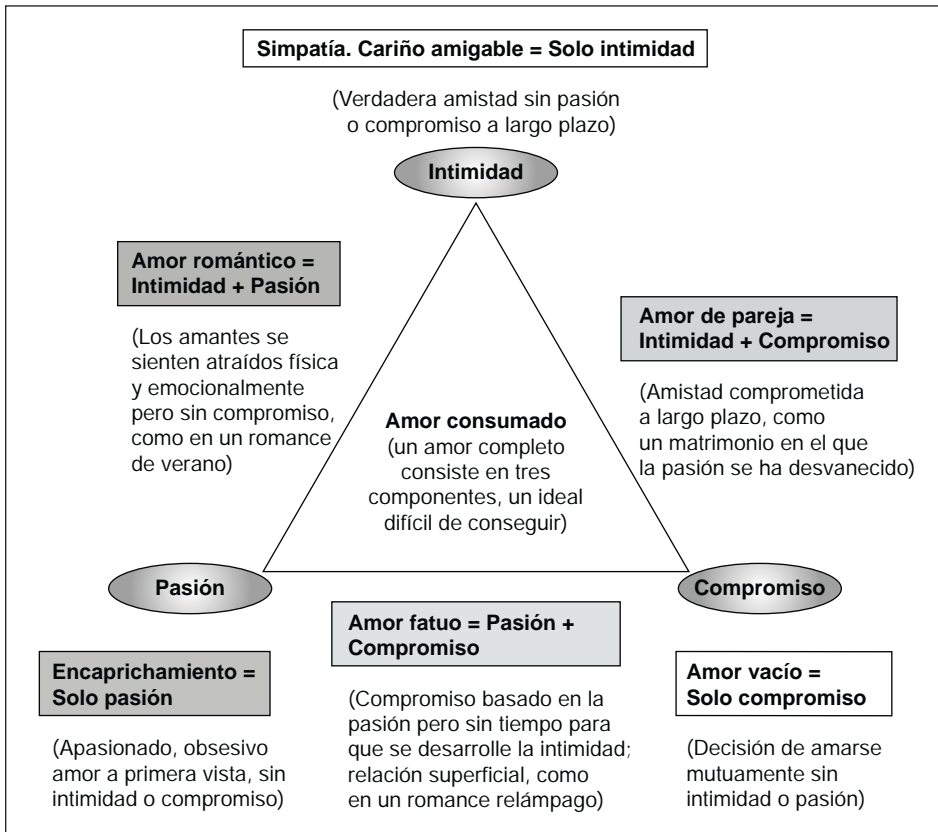 Simpatía. Cariño amigable = Solo intimidad
(Verdadera amistad sin pasión
o compromiso a largo plazo)
Intimidad
Amor romántico =
Intimidad + Pasión
(Los amantes se
sienten atraídos física
y emocionalmente
pero sin compromiso,
como en un romance
de verano)
Amor de pareja =
Intimidad + Compromiso
(Amistad comprometida
a largo plazo, como
un matrimonio en el que
la pasión se ha desvanecido)
Amor consumado
(un amor completo
consiste en tres
componentes, un ideal
difícil de conseguir)
Pasión
Compromiso
Encaprichamiento =
Solo pasión
(Apasionado, obsesivo
amor a primera vista, sin
intimidad o compromiso)
Amor fatuo = Pasión +
Compromiso
(Compromiso basado en la
pasión pero sin tiempo para
que se desarrolle la intimidad;
relación superficial, como
en un romance relámpago)
Amor vacío =
Solo compromiso
(Decisión de amarse
mutuamente sin
intimidad o pasión)